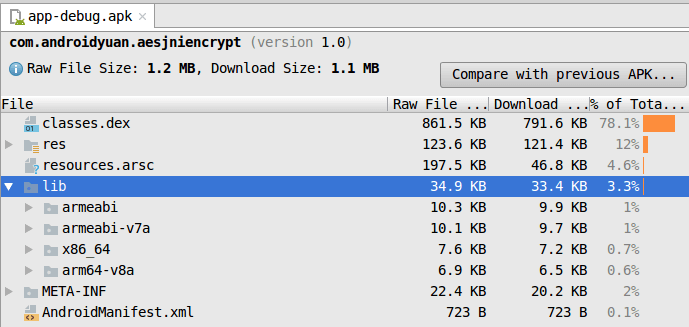 app-debug.apk ×
com.androidyuan.aesjniencrypt (version 1.0)
Raw File Size: 1.2 MB, Download Size: 1.1 MB
Compare with previous APK...
File Raw File ... Download ... % of Tota...
classes.dex 861.5 KB 791.6 KB 78.1%
res 123.6 KB 121.4 KB 12%
resources.arsc 197.5 KB 46.8 KB 4.6%
lib 34.9 KB 33.4 KB 3.3%
armeabi 10.3 KB 9.9 KB 1%
armeabi-v7a 10.1 KB 9.7 KB 1%
x86_64 7.6 KB 7.2 KB 0.7%
arm64-v8a 6.9 KB 6.5 KB 0.6%
META-INF 22.4 KB 20.2 KB 2%
AndroidManifest.xml 723 B 723 B 0.1%